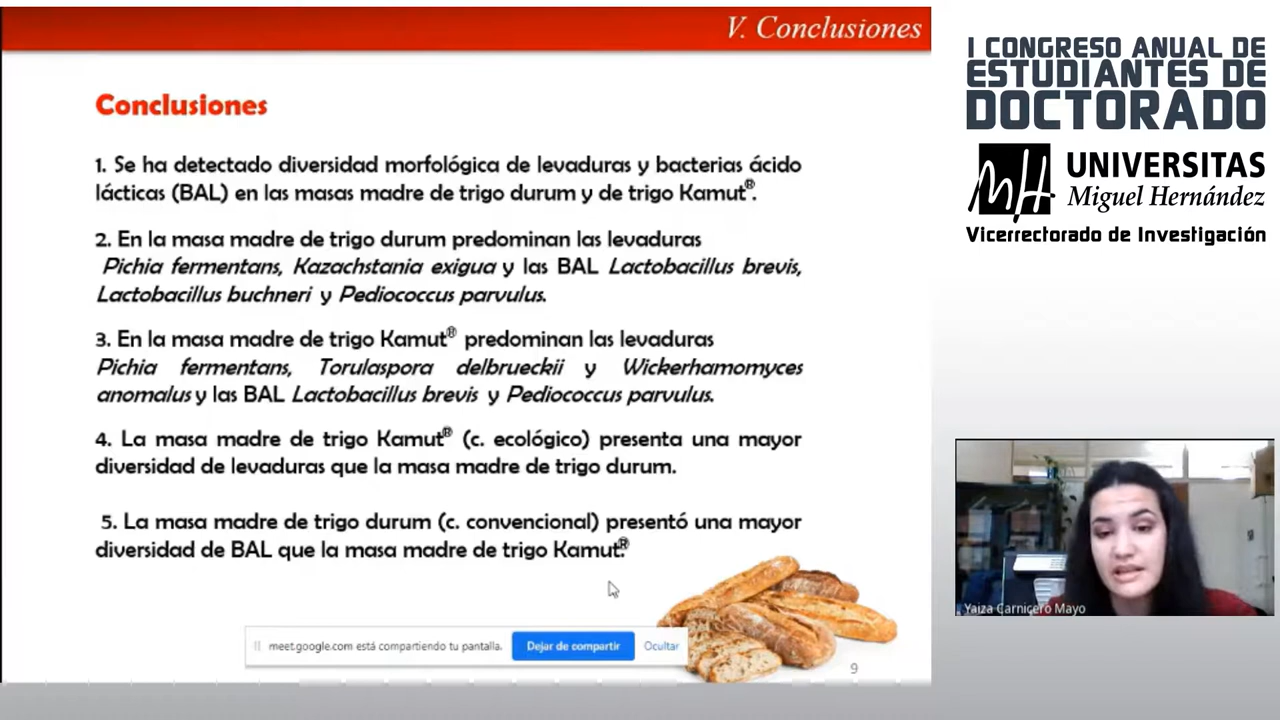 V. Conclusiones
Conclusiones
1. Se ha detectado diversidad morfológica de levaduras y bacterias ácido
lácticas (BAL) en las masas madre de trigo durum y de trigo Kamut®.
2. En la masa madre de trigo durum predominan las levaduras
Pichia fermentans, Kazachstania exigua y las BAL Lactobacillus brevis,
Lactobacillus buchneri y Pediococcus parvulus.
3. En la masa madre de trigo Kamut® predominan las levaduras
Pichia fermentans, Torulaspora delbrueckii y Wickerhamomyces
anomalus y las BAL Lactobacillus brevis y Pediococcus parvulus.
4. La masa madre de trigo Kamut® (c. ecológico) presenta una mayor
diversidad de levaduras que la masa madre de trigo durum.
5. La masa madre de trigo durum (c. convencional) presentó una mayor
diversidad de BAL que la masa madre de trigo Kamut®.
meet.google.com está compartiendo tu pantalla.
Dejar de compartir
Ocultar
9
I CONGRESO ANUAL DE
ESTUDIANTES DE
DOCTORADO
UNIVERSITAS
Miguel Hernández
Vicerrectorado de Investigación
Yaiza Carnicero Mayo